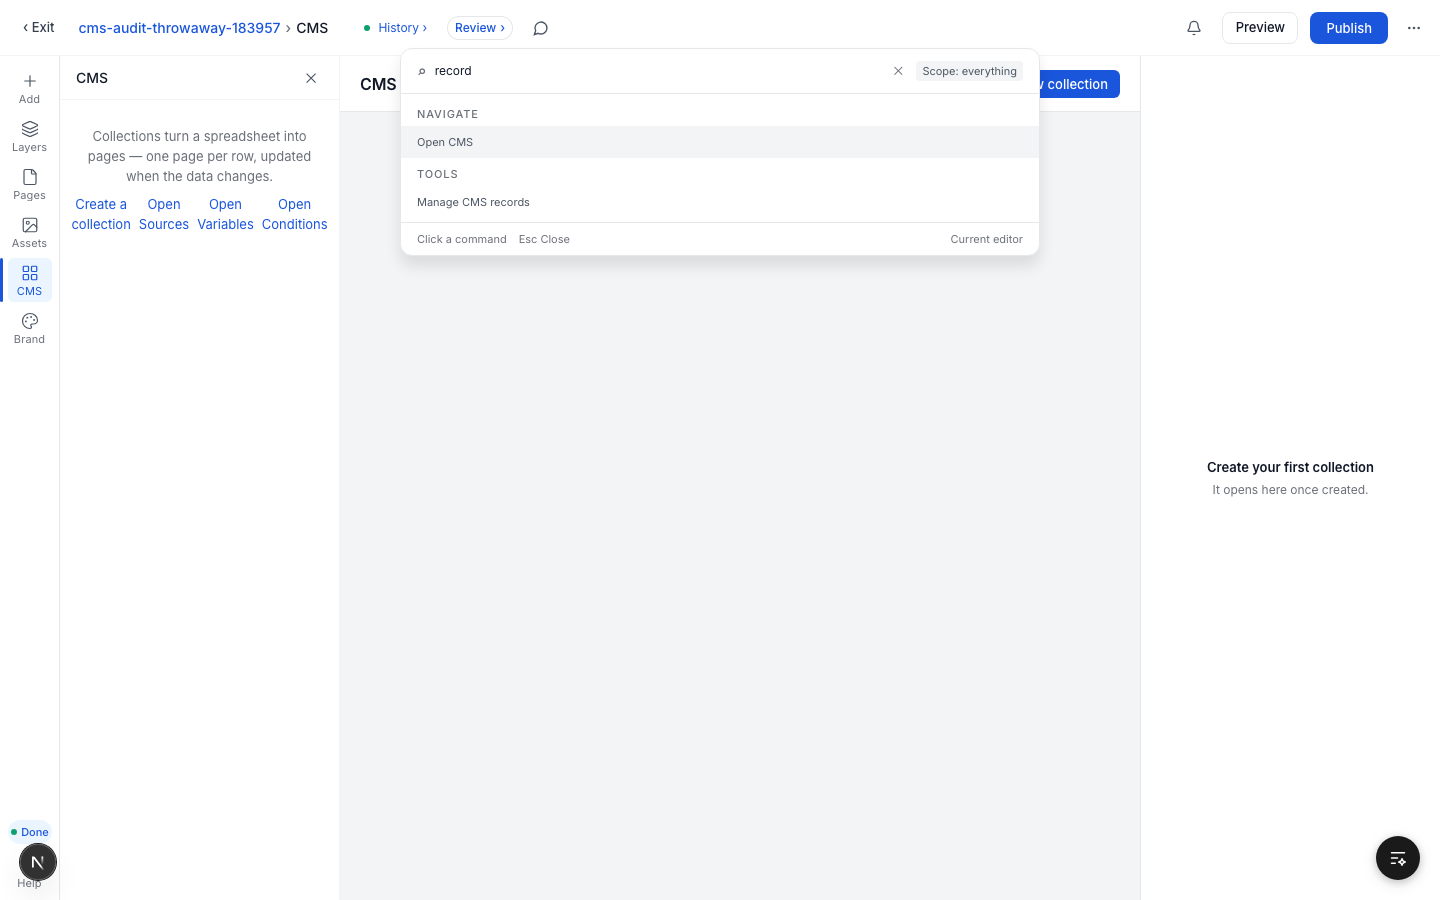 ‹ Exit
cms-audit-throwaway-183957 › CMS
History ›
Review ›
Preview
Publish
record
Scope: everything
NAVIGATE
Open CMS
TOOLS
Manage CMS records
Click a command Esc Close
Current editor
Add
Layers
Pages
Assets
CMS
Brand
Done
N
Help
CMS
Collections turn a spreadsheet into
pages — one page per row, updated
when the data changes.
Create a collection
Open Sources
Open Variables
Open Conditions
CMS
collection
Create your first collection
It opens here once created.